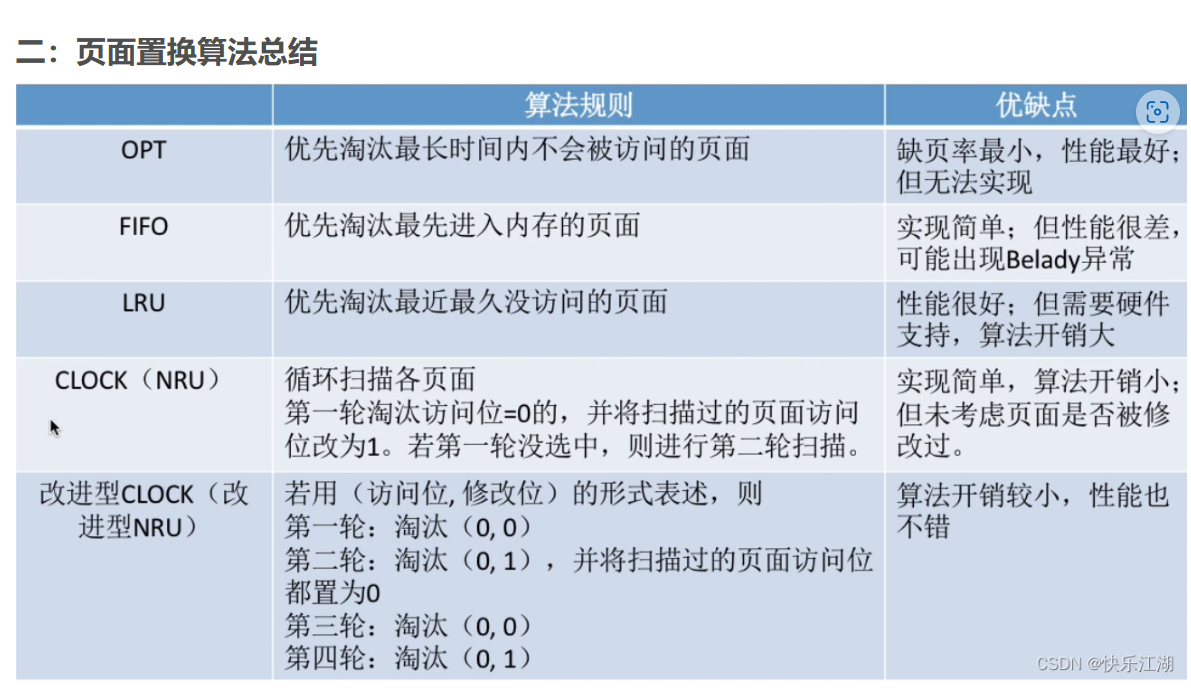 二：页面置换算法总结
算法规则 优缺点
OPT 优先淘汰最长时间内不会被访问的页面 缺页率最小，性能最好；
但无法实现
FIFO 优先淘汰最先进入内存的页面 实现简单；但性能很差，
可能出现Belady异常
LRU 优先淘汰最近最久没访问的页面 性能很好；但需要硬件
支持，算法开销大
CLOCK（NRU） 循环扫描各页面 实现简单，算法开销小；
第一轮淘汰访问位=0的，并将扫描过的页面访问 但未考虑页面是否被修
位改为1。若第一轮没选中，则进行第二轮扫描。 改过。
改进型CLOCK（改 若用（访问位, 修改位）的形式表述，则 算法开销较小，性能也
进型NRU） 第一轮：淘汰（0, 0） 不错
第二轮：淘汰（0, 1），并将扫描过的页面访问位
都置为0
第三轮：淘汰（0, 0）
第四轮：淘汰（0, 1）
CSDN @快乐江湖